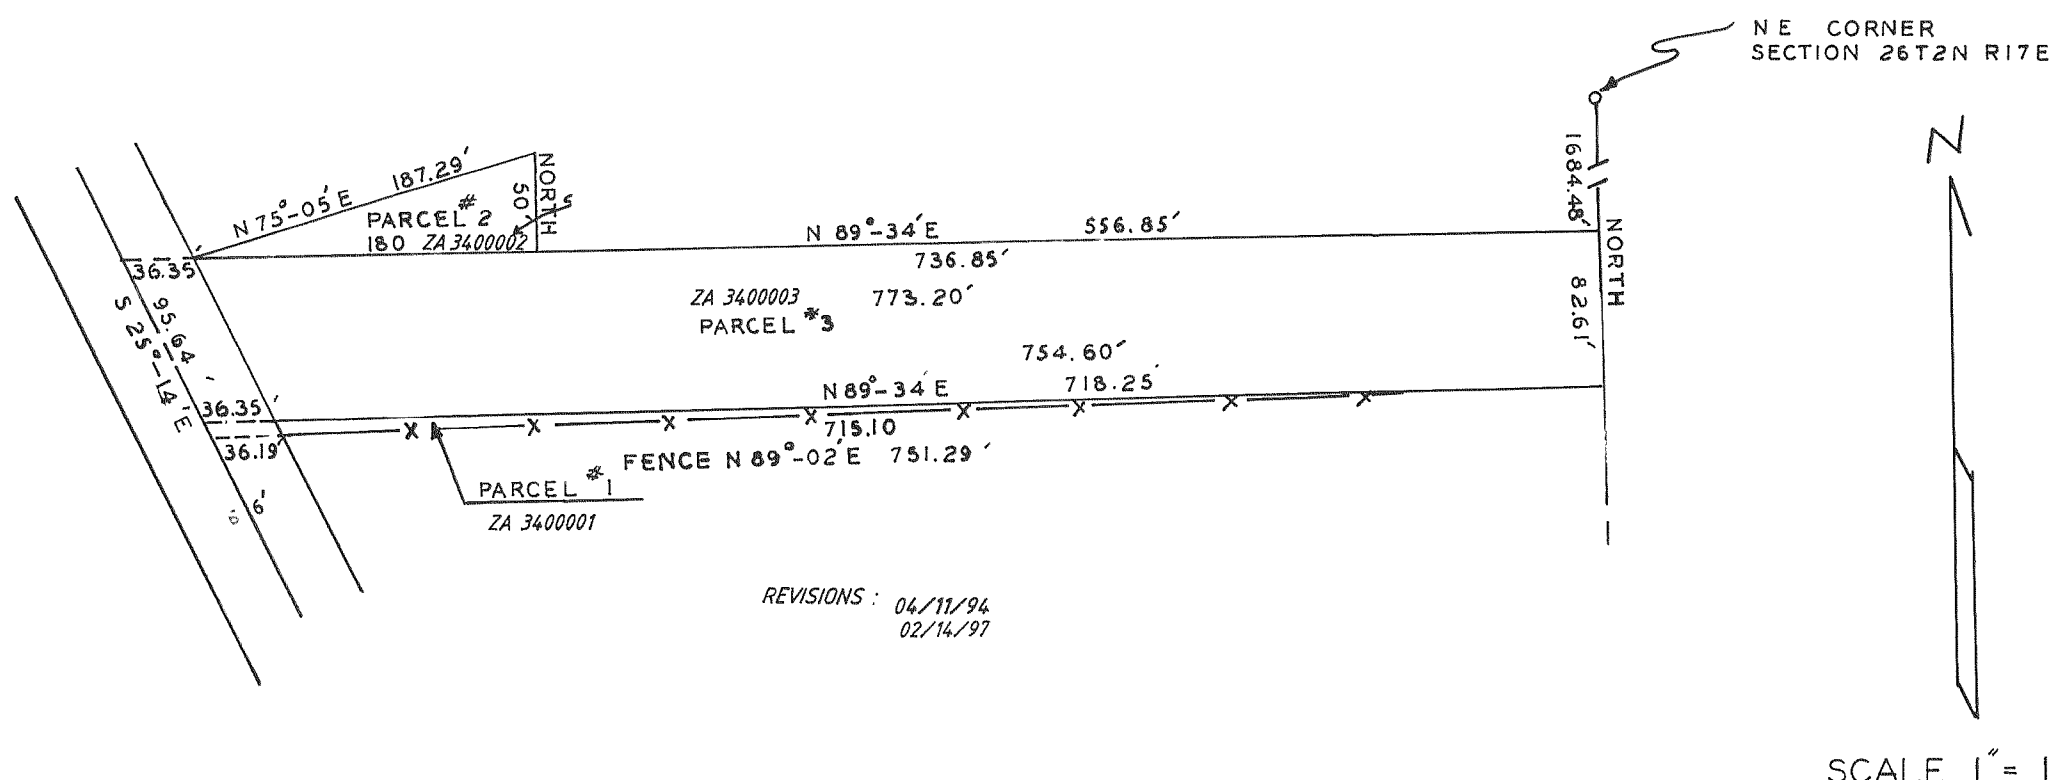 N E CORNER
SECTION 26 T2N R17E
N
1684.48'
NORTH
82.61'
N 75°-05' E 187.29'
NORTH
50'
PARCEL # 2
180 ZA 3400002
N 89°-34' E 556.85'
736.85'
36.35'
ZA 3400003 773.20'
PARCEL #3
95.64'
S 25°-14' E
754.60'
N 89°-34' E 718.25'
36.35'
36.19'
715.10
FENCE N 89°-02' E 751.29'
PARCEL #1
ZA 3400001
6'
REVISIONS : 04/11/94
02/14/97
SCALE 1" = 1